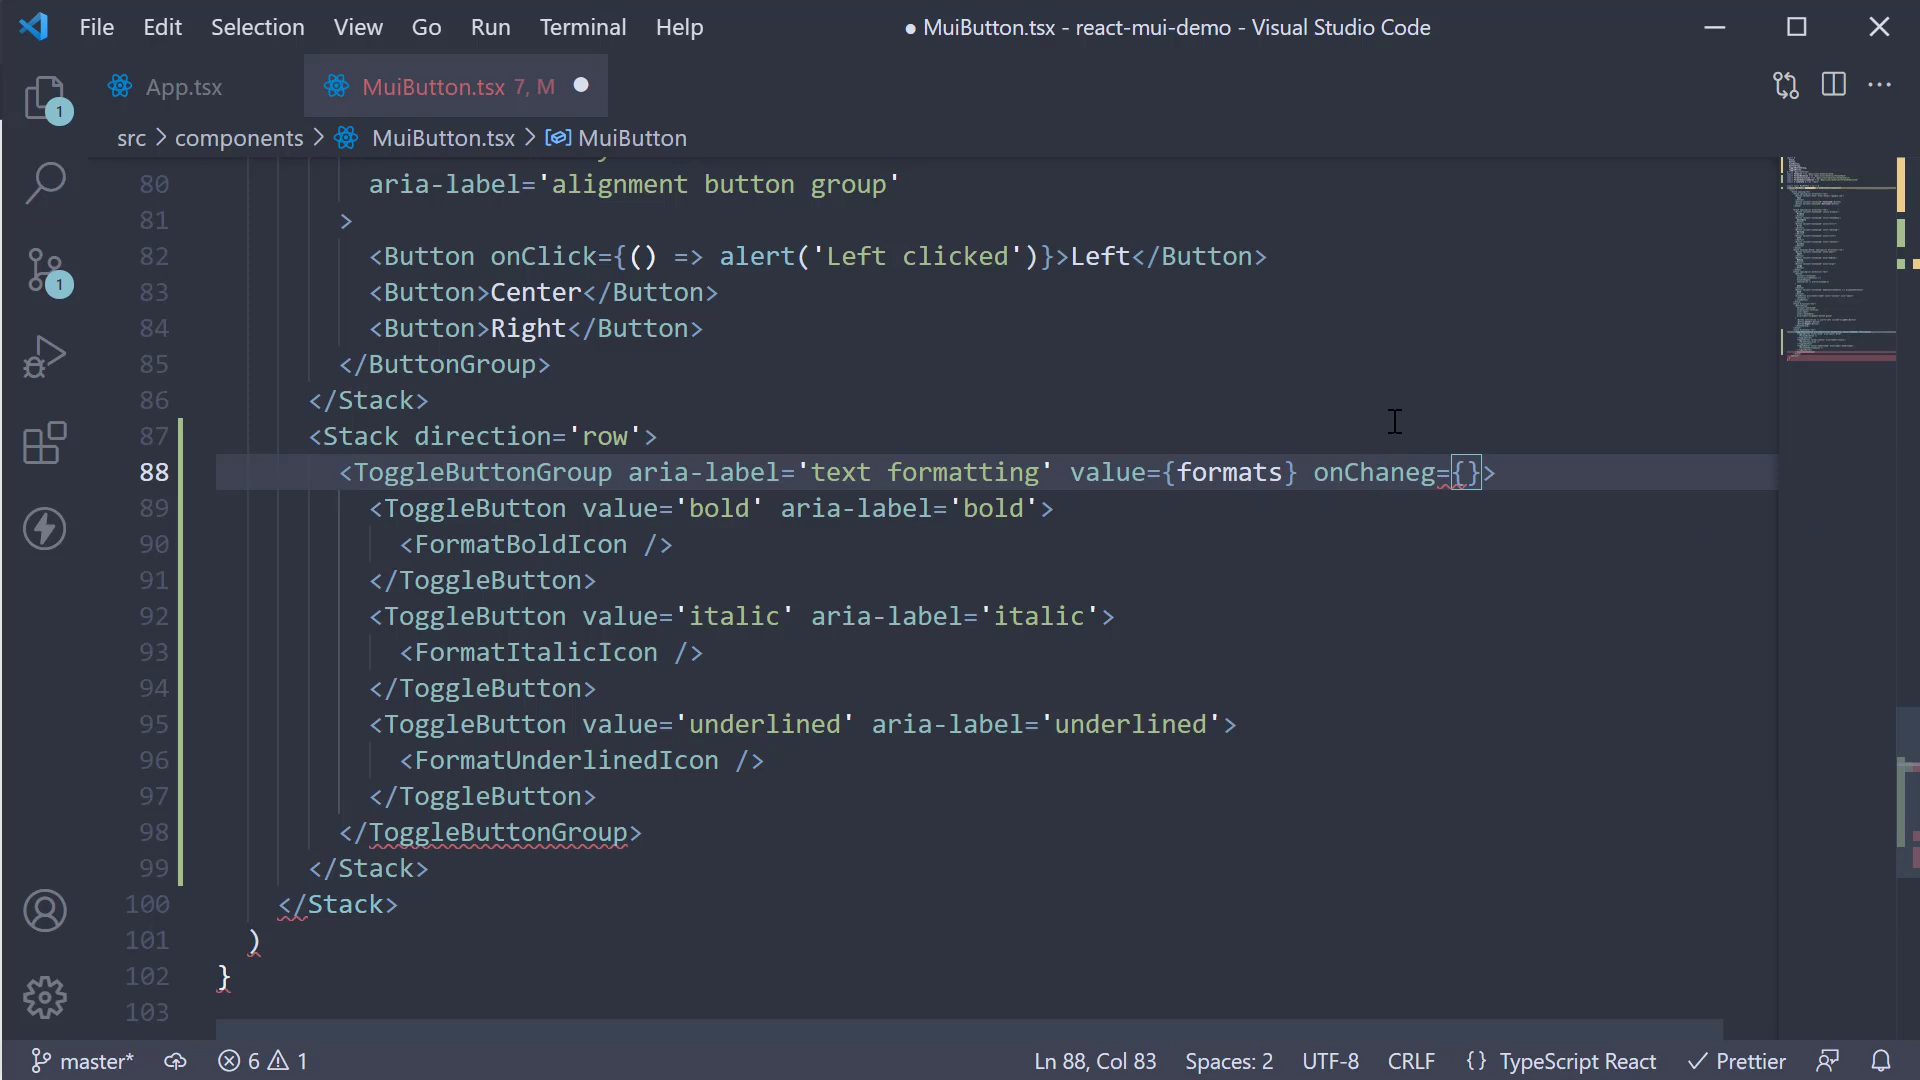 File Edit Selection View Go Run Terminal Help
● MuiButton.tsx - react-mui-demo - Visual Studio Code
App.tsx
MuiButton.tsx 7, M
src > components > MuiButton.tsx > MuiButton
1
1
80 aria-label='alignment button group'
81 >
82 <Button onClick={() => alert('Left clicked')}>Left</Button>
83 <Button>Center</Button>
84 <Button>Right</Button>
85 </ButtonGroup>
86 </Stack>
87 <Stack direction='row'>
88 <ToggleButtonGroup aria-label='text formatting' value={formats} onChaneg={}>
89 <ToggleButton value='bold' aria-label='bold'>
90 <FormatBoldIcon />
91 </ToggleButton>
92 <ToggleButton value='italic' aria-label='italic'>
93 <FormatItalicIcon />
94 </ToggleButton>
95 <ToggleButton value='underlined' aria-label='underlined'>
96 <FormatUnderlinedIcon />
97 </ToggleButton>
98 </ToggleButtonGroup>
99 </Stack>
100 </Stack>
101 )
102 }
103
master* 6 1 Ln 88, Col 83 Spaces: 2 UTF-8 CRLF {} TypeScript React ✓ Prettier